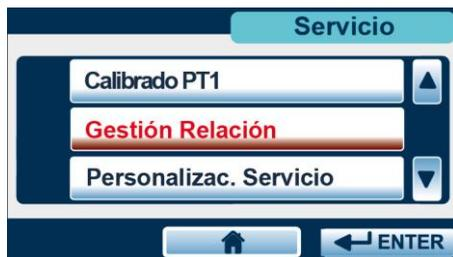 Servicio
Calibrado PT1
Gestión Relación
Personalizac. Servicio
ENTER